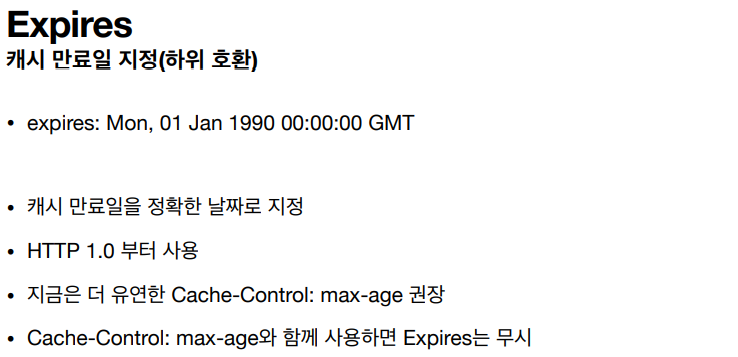 Expires
캐시 만료일 지정(하위 호환)
• expires: Mon, 01 Jan 1990 00:00:00 GMT
• 캐시 만료일을 정확한 날짜로 지정
• HTTP 1.0 부터 사용
• 지금은 더 유연한 Cache-Control: max-age 권장
• Cache-Control: max-age와 함께 사용하면 Expires는 무시